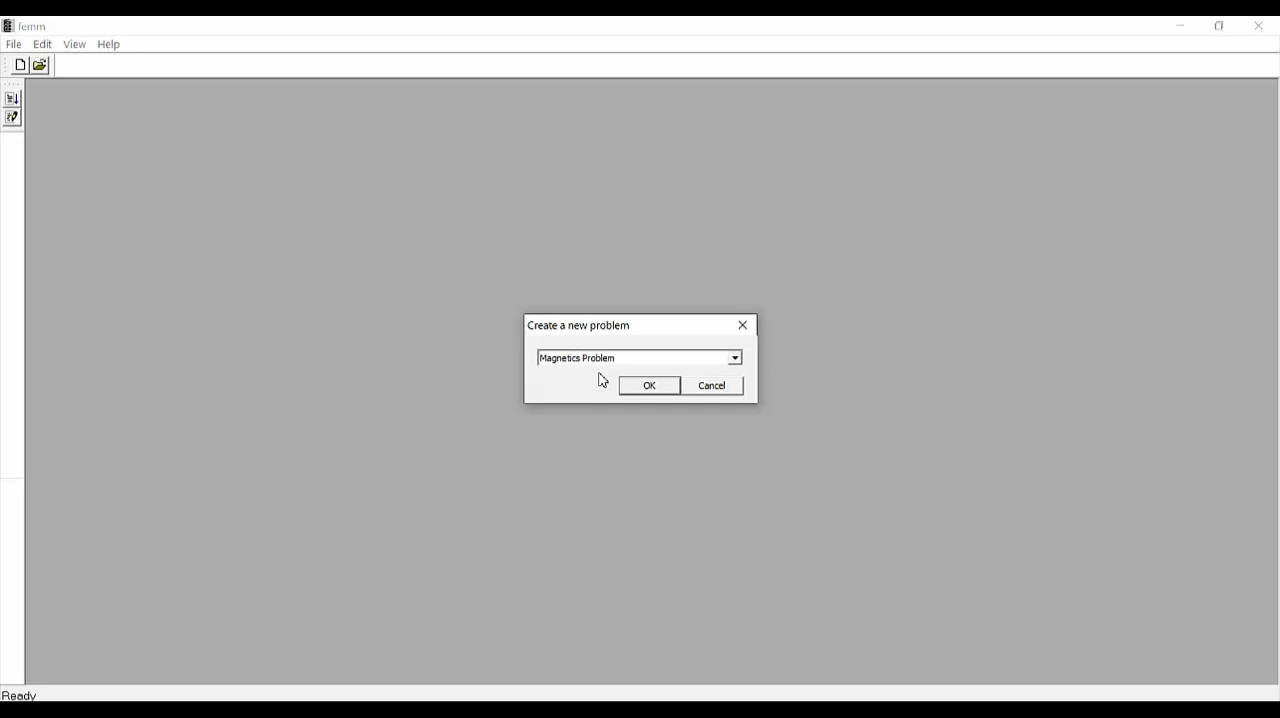 femm
File Edit View Help
Create a new problem
Magnetics Problem
OK Cancel
Ready